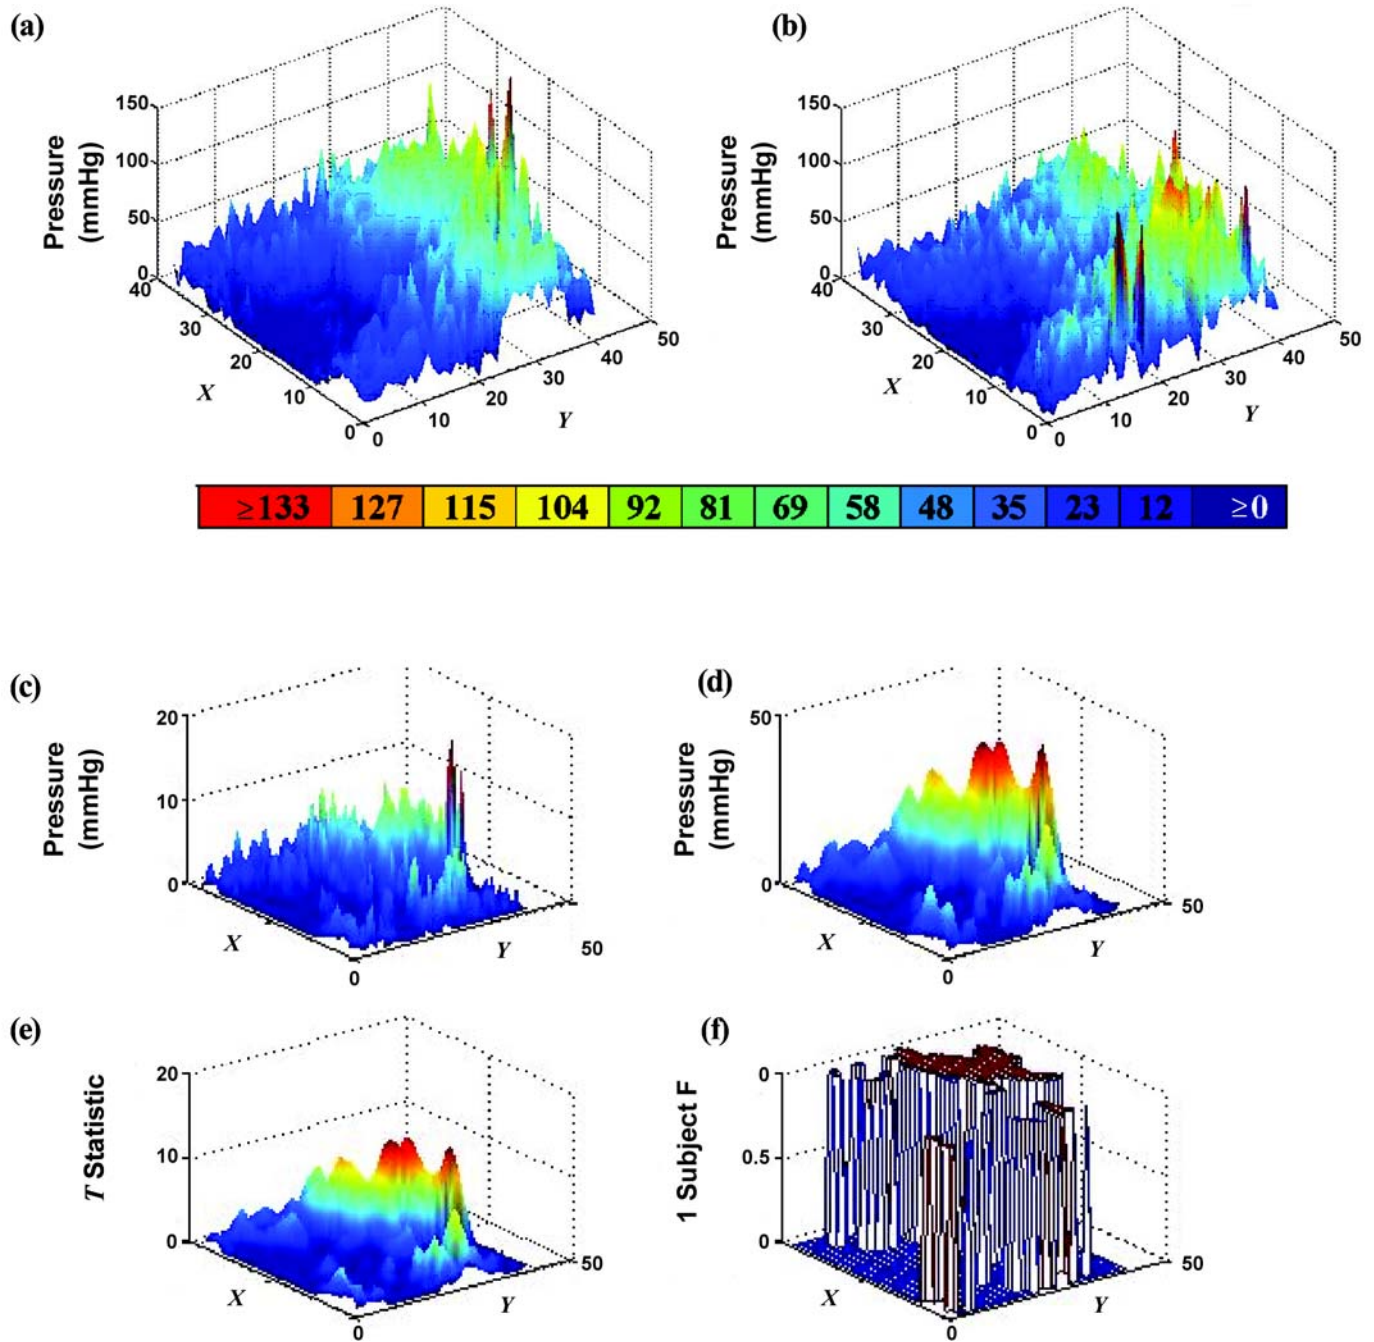 (a)
(b)
Pressure
(mmHg)
150
100
50
0
40
30
20
10
0
X
0
10
20
30
40
50
Y
Pressure
(mmHg)
150
100
50
0
40
30
20
10
0
X
0
10
20
30
40
50
Y
≥133 127 115 104 92 81 69 58 48 35 23 12 ≥0
(c)
Pressure
(mmHg)
20
10
0
X
0
Y
50
(d)
Pressure
(mmHg)
50
0
X
0
Y
50
(e)
T Statistic
20
10
0
X
0
Y
50
(f)
1 Subject F
0
0.5
0
X
0
Y
50